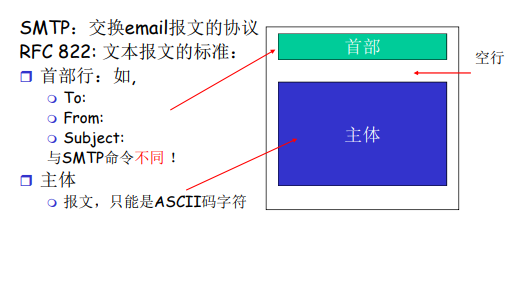 SMTP：交换email报文的协议
RFC 822: 文本报文的标准：
首部行：如,
To:
From:
Subject:
与SMTP命令不同！
主体
报文，只能是ASCII码字符
首部
空行
主体